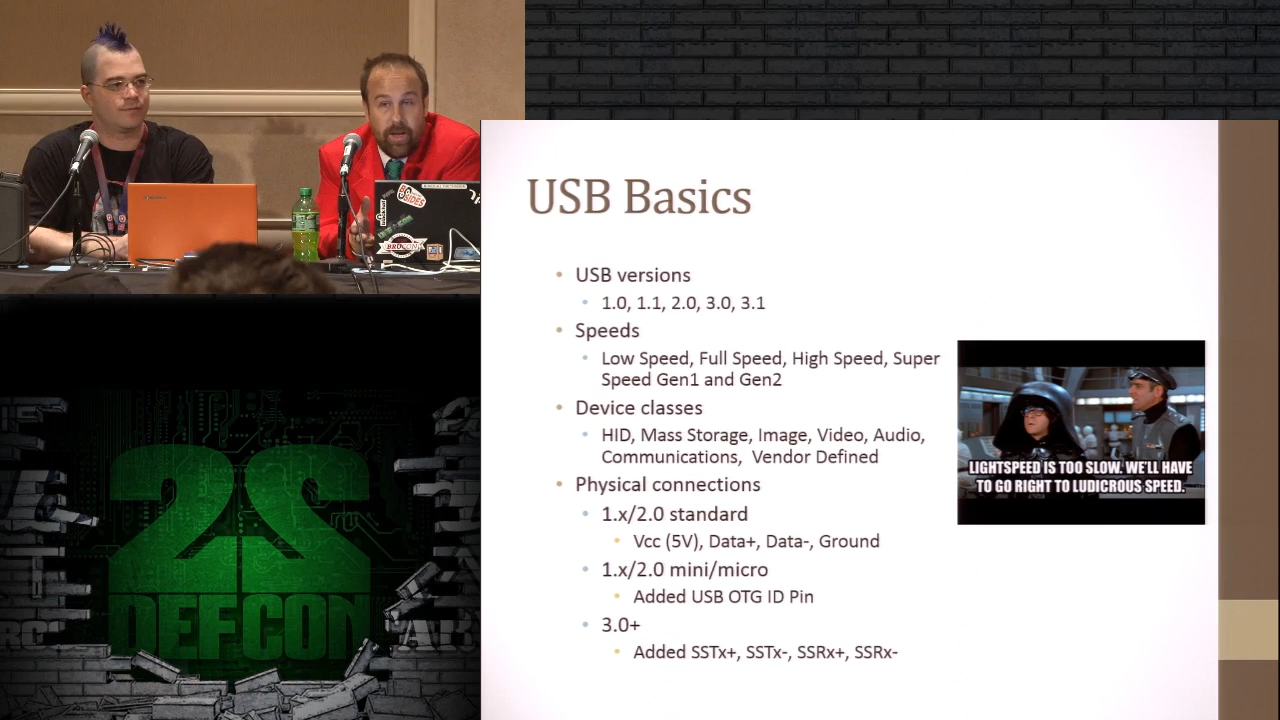 BSIDES
BRUCON
USB Basics
• USB versions
• 1.0, 1.1, 2.0, 3.0, 3.1
• Speeds
• Low Speed, Full Speed, High Speed, Super
Speed Gen1 and Gen2
• Device classes
• HID, Mass Storage, Image, Video, Audio,
Communications, Vendor Defined
• Physical connections
• 1.x/2.0 standard
• Vcc (5V), Data+, Data-, Ground
• 1.x/2.0 mini/micro
• Added USB OTG ID Pin
• 3.0+
• Added SSTx+, SSTx-, SSRx+, SSRx-
LIGHTSPEED IS TOO SLOW. WE'LL HAVE
TO GO RIGHT TO LUDICROUS SPEED.
22
DEFCON